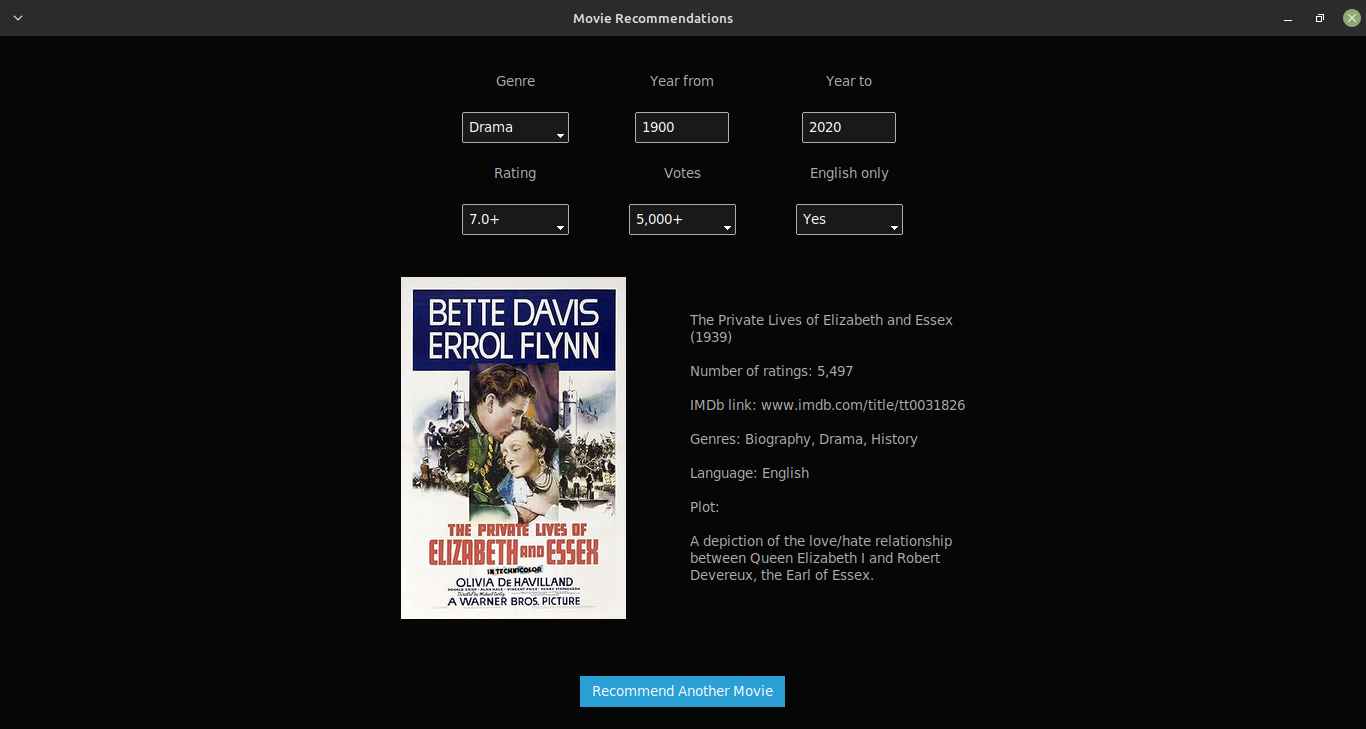 Movie Recommendations
Genre Year from Year to
Drama 1900 2020
Rating Votes English only
7.0+ 5,000+ Yes
BETTE DAVIS
ERROL FLYNN
THE PRIVATE LIVES OF
ELIZABETH AND ESSEX
IN TECHNICOLOR
OLIVIA DE HAVILLAND
A WARNER BROS. PICTURE
The Private Lives of Elizabeth and Essex
(1939)
Number of ratings: 5,497
IMDb link: www.imdb.com/title/tt0031826
Genres: Biography, Drama, History
Language: English
Plot:
A depiction of the love/hate relationship
between Queen Elizabeth I and Robert
Devereux, the Earl of Essex.
Recommend Another Movie